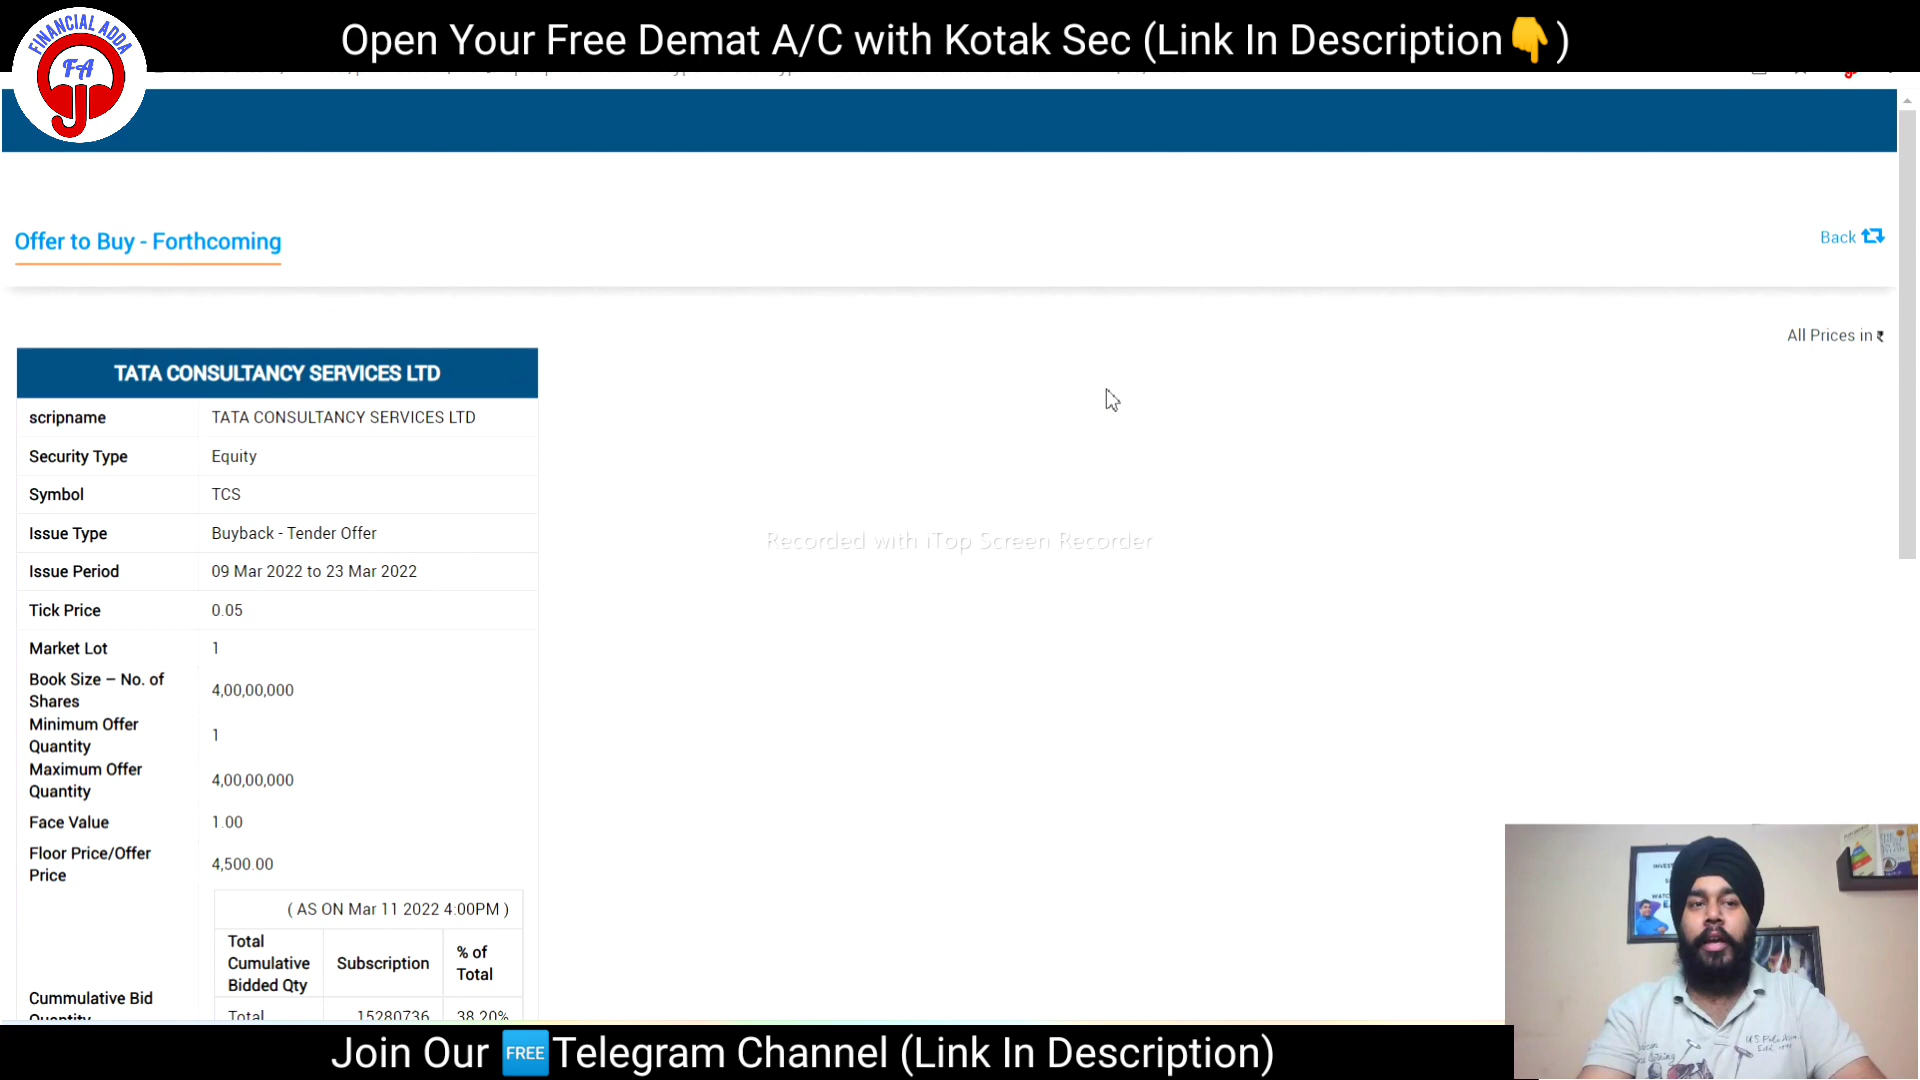 Open Your Free Demat A/C with Kotak Sec (Link In Description👇)
FINANCIAL ADDA
FA
Offer to Buy - Forthcoming
Back
All Prices in ₹
TATA CONSULTANCY SERVICES LTD
scripname TATA CONSULTANCY SERVICES LTD
Security Type Equity
Symbol TCS
Issue Type Buyback - Tender Offer
Issue Period 09 Mar 2022 to 23 Mar 2022
Tick Price 0.05
Market Lot 1
Book Size – No. of
Shares
4,00,00,000
Minimum Offer
Quantity
1
Maximum Offer
Quantity
4,00,00,000
Face Value 1.00
Floor Price/Offer
Price
4,500.00
( AS ON Mar 11 2022 4:00PM )
Total
Cumulative
Bidded Qty
Subscription
% of
Total
Cummulative Bid
Quantity
Total 15280736 38.20%
Recorded with iTop Screen Recorder
Join Our FREE Telegram Channel (Link In Description)